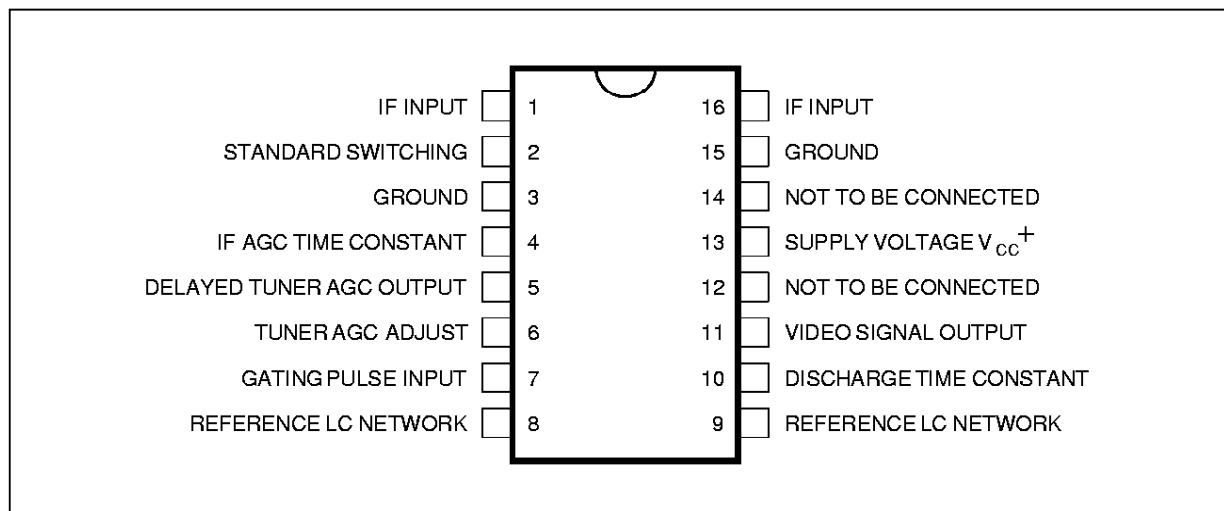 IF INPUT 1 16 IF INPUT
STANDARD SWITCHING 2 15 GROUND
GROUND 3 14 NOT TO BE CONNECTED
IF AGC TIME CONSTANT 4 13 SUPPLY VOLTAGE VCC+
DELAYED TUNER AGC OUTPUT 5 12 NOT TO BE CONNECTED
TUNER AGC ADJUST 6 11 VIDEO SIGNAL OUTPUT
GATING PULSE INPUT 7 10 DISCHARGE TIME CONSTANT
REFERENCE LC NETWORK 8 9 REFERENCE LC NETWORK